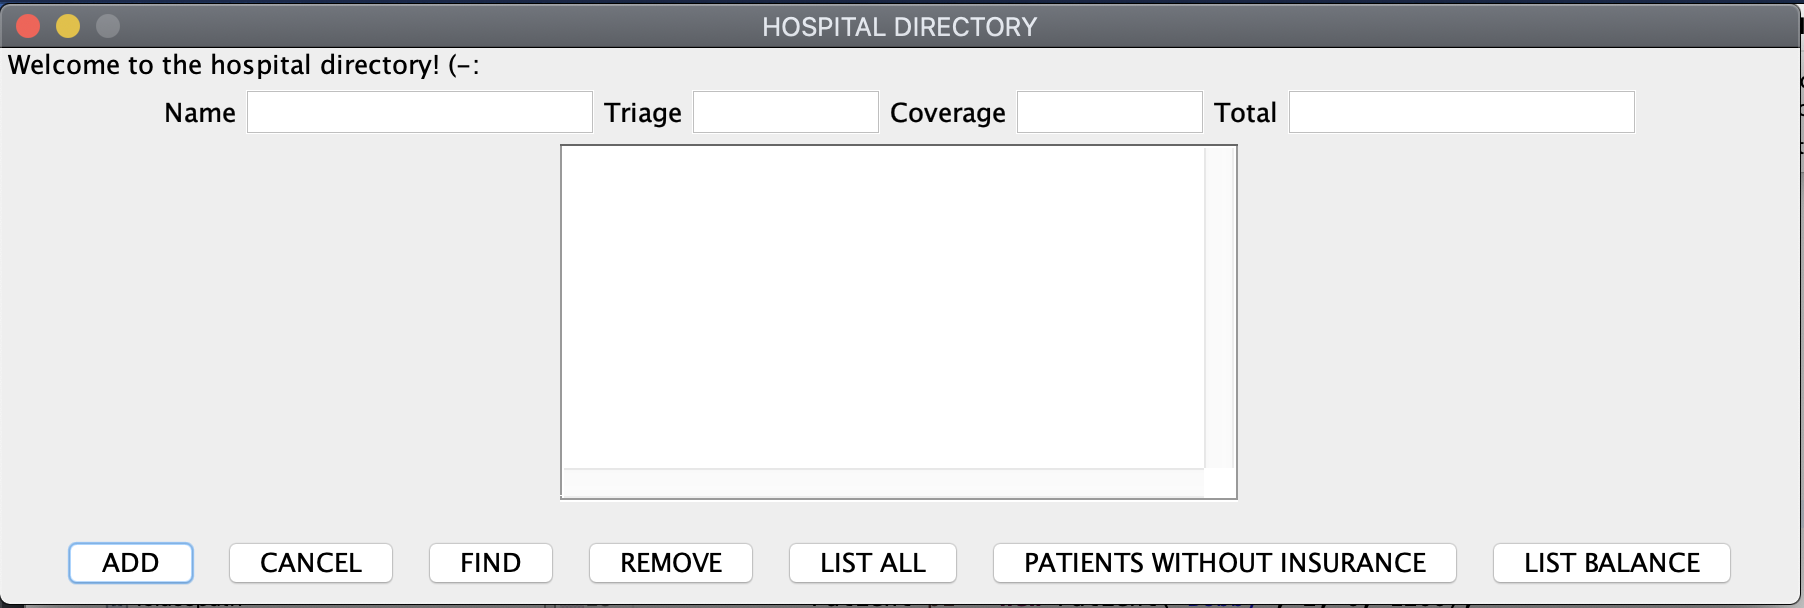 HOSPITAL DIRECTORY
Welcome to the hospital directory! (-:
Name Triage Coverage Total
ADD CANCEL FIND REMOVE LIST ALL PATIENTS WITHOUT INSURANCE LIST BALANCE